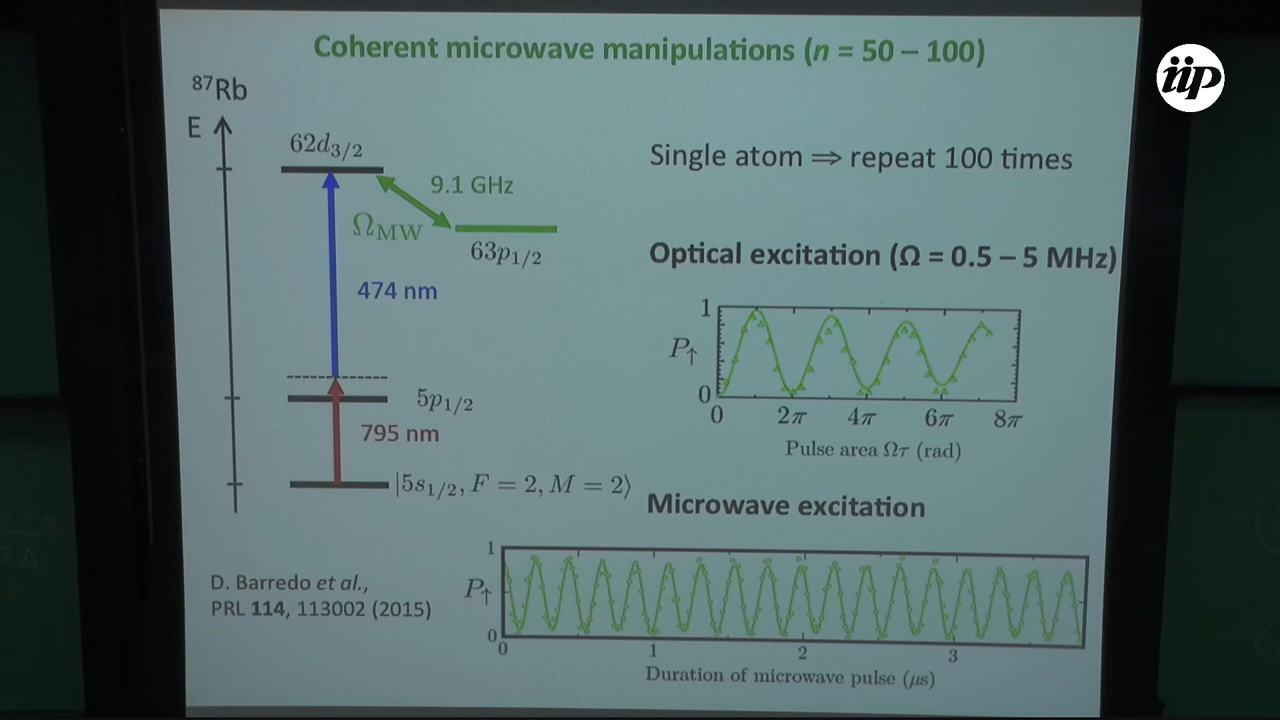 Coherent microwave manipulations (n = 50 – 100)
iip
⁸⁷Rb
E
62d₃/₂
9.1 GHz
Ω_MW
63p₁/₂
474 nm
5p₁/₂
795 nm
|5s₁/₂, F = 2, M = 2⟩
D. Barredo et al.,
PRL 114, 113002 (2015)
Single atom ⇒ repeat 100 times
Optical excitation (Ω = 0.5 – 5 MHz)
1
P↑
0
0 2π 4π 6π 8π
Pulse area Ωτ (rad)
Microwave excitation
1
P↑
0
0 1 2 3
Duration of microwave pulse (μs)